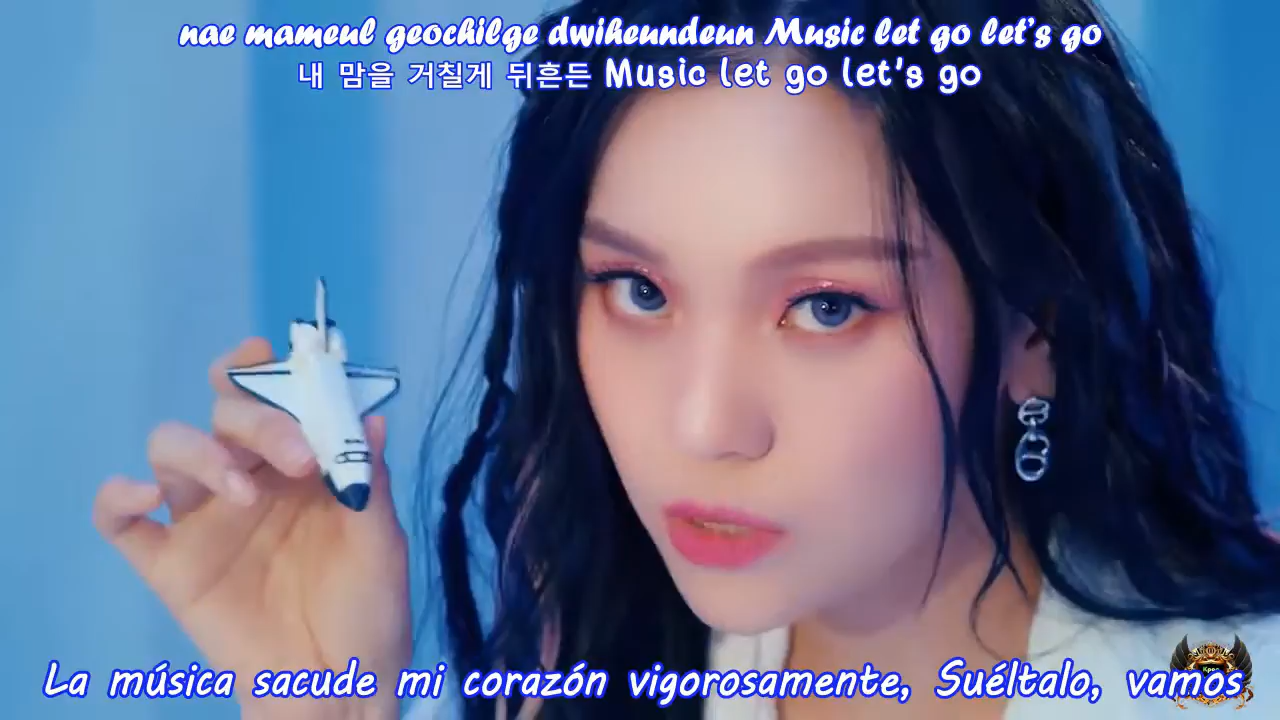 nae mameul geochilge dwiheundeun Music let go let's go
내 맘을 거칠게 뒤흔든 Music let go let's go
La música sacude mi corazón vigorosamente, Suéltalo, vamos
Kpop